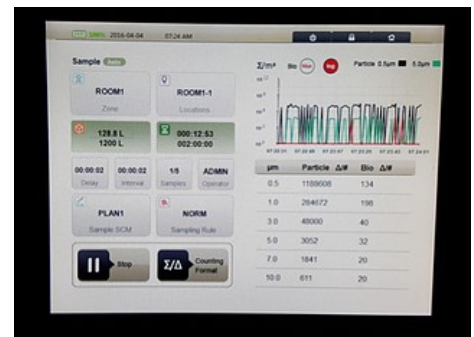 100% 2016-04-04 07:24 AM
Sample Auto
ROOM1
Zone
ROOM1-1
Locations
128.8 L
1200 L
000:12:53
002:00:00
00:00:02
Delay
00:00:02
Interval
1/5
Samples
ADMIN
Operator
PLAN1
Sample SCM
NORM
Sampling Rule
Stop
Σ/Δ Counting
Format
Σ/m³ Bio Particle 0.5μm 5.0μm
μm Particle Δ/# Bio Δ/#
0.5 1188608 134
1.0 284672 198
3.0 48000 40
5.0 3052 32
7.0 1841 20
10.0 611 20